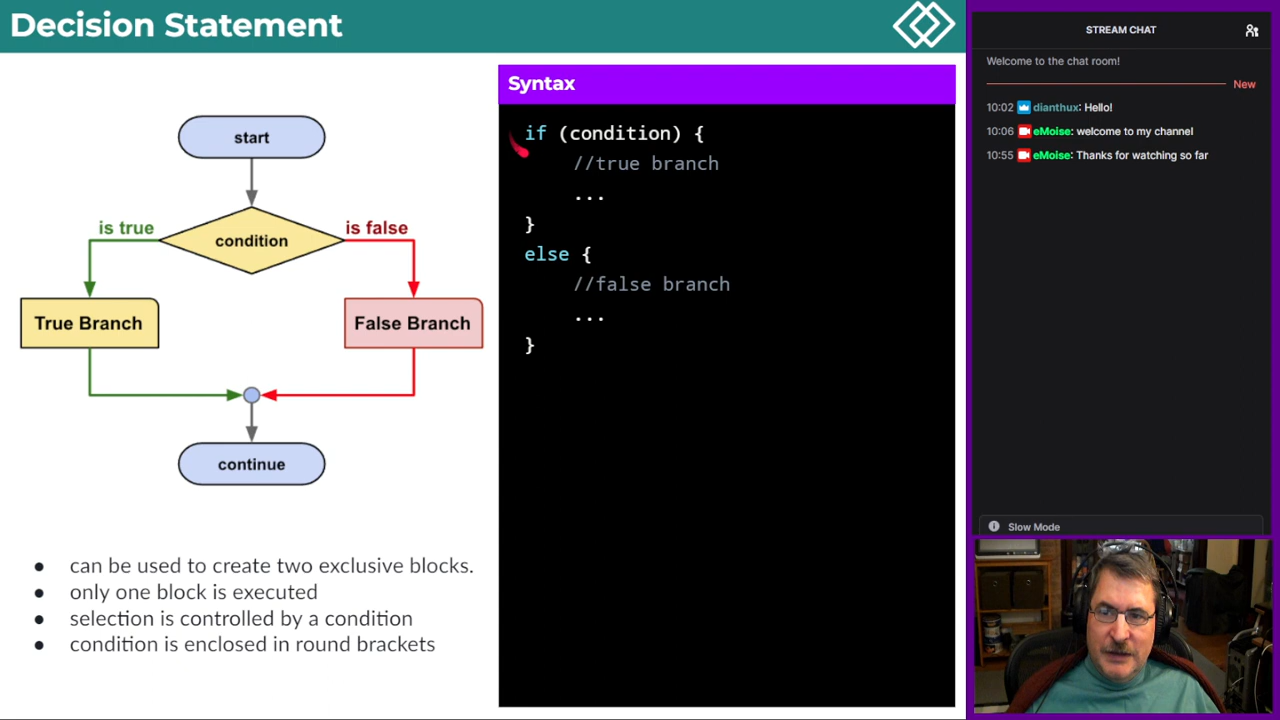 Decision Statement
start
is true
is false
condition
True Branch
False Branch
continue
● can be used to create two exclusive blocks.
● only one block is executed
● selection is controlled by a condition
● condition is enclosed in round brackets
Syntax
if (condition) {
//true branch
...
}
else {
//false branch
...
}
STREAM CHAT
Welcome to the chat room!
New
10:02 dianthux: Hello!
10:06 eMoise: welcome to my channel
10:55 eMoise: Thanks for watching so far
Slow Mode